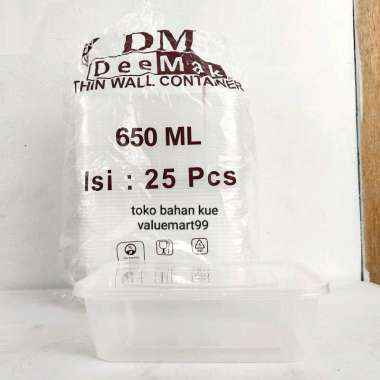 DM
DeeMak
THIN WALL CONTAINER
650 ML
Isi : 25 Pcs
toko bahan kue
valuemart99